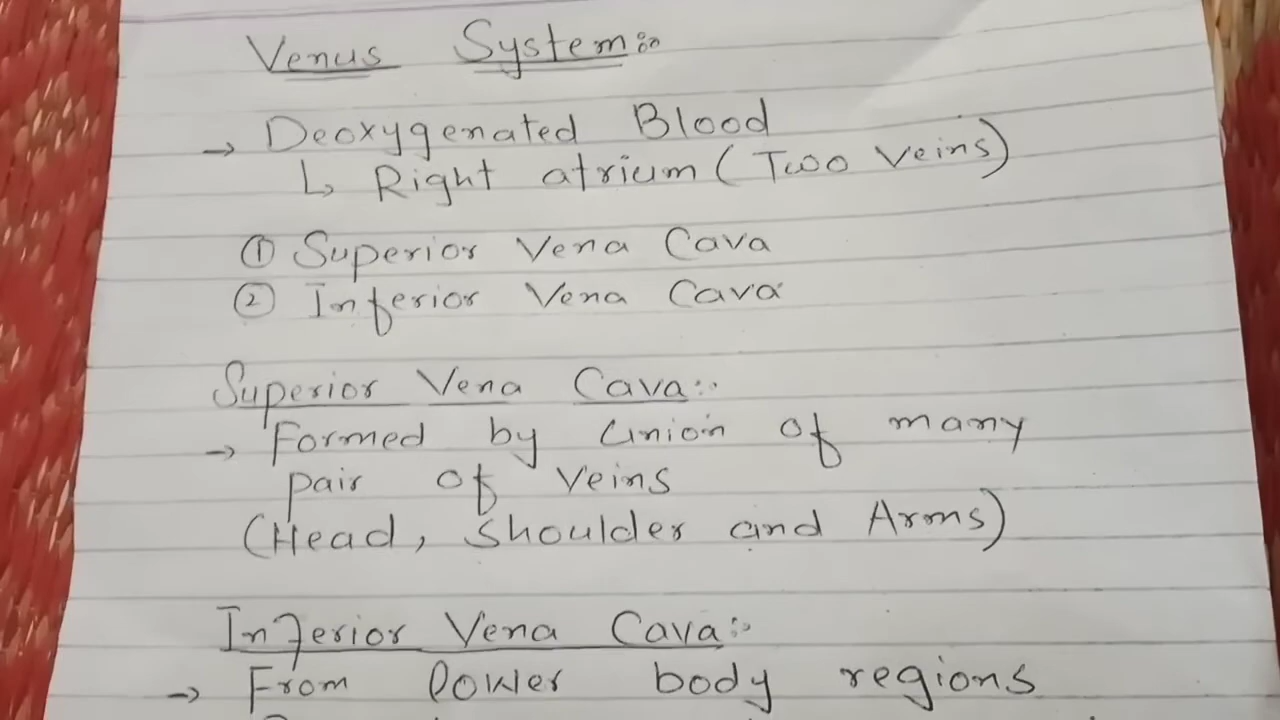 Venus System:-
→ Deoxygenated Blood
↳ Right atrium (Two Veins)
① Superior Vena Cava
② Inferior Vena Cava
Superior Vena Cava:-
→ Formed by union of many
pair of veins
(Head, shoulder and Arms)
Inferior Vena Cava:-
→ From lower body regions